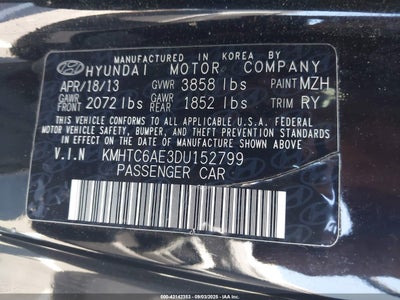 MANUFACTURED IN KOREA BY
HYUNDAI MOTOR COMPANY
APR/18/13 GVWR 3858 lbs PAINT MZH
GAWR FRONT 2072 lbs GAWR REAR 1852 lbs TRIM RY
THIS VEHICLE CONFORMS TO ALL APPLICABLE U.S.A FEDERAL
MOTOR VEHICLE SAFETY, BUMPER, AND THEFT PREVENTION
STANDARDS IN EFFECT ON THE DATE OF MANUFACTURE SHOWN ABOVE.
V.I.N KMHTC6AE3DU152799
PASSENGER CAR